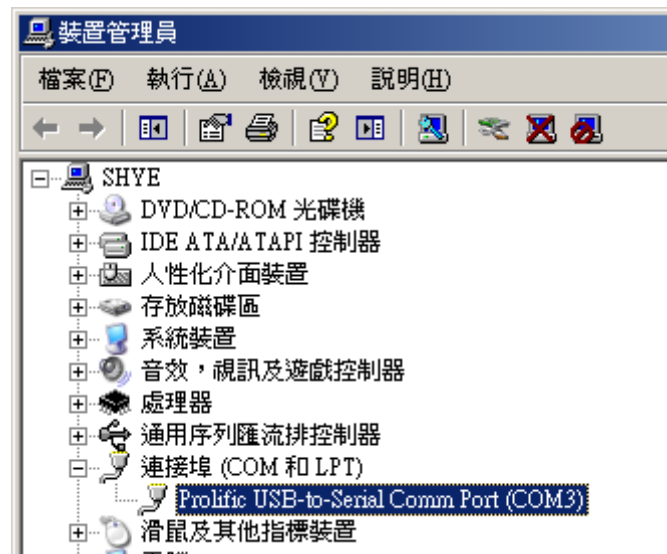 裝置管理員
檔案(F) 執行(A) 檢視(V) 說明(H)
SHYE
DVD/CD-ROM 光碟機
IDE ATA/ATAPI 控制器
人性化介面裝置
存放磁碟區
系統裝置
音效，視訊及遊戲控制器
處理器
通用序列匯流排控制器
連接埠 (COM 和 LPT)
Prolific USB-to-Serial Comm Port (COM3)
滑鼠及其他指標裝置